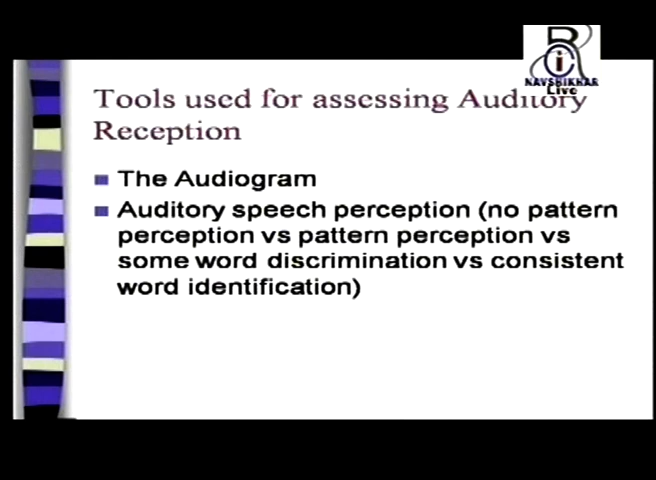 RCI
NAVSHIKHAR
Live
Tools used for assessing Auditory
Reception
The Audiogram
Auditory speech perception (no pattern
perception vs pattern perception vs
some word discrimination vs consistent
word identification)